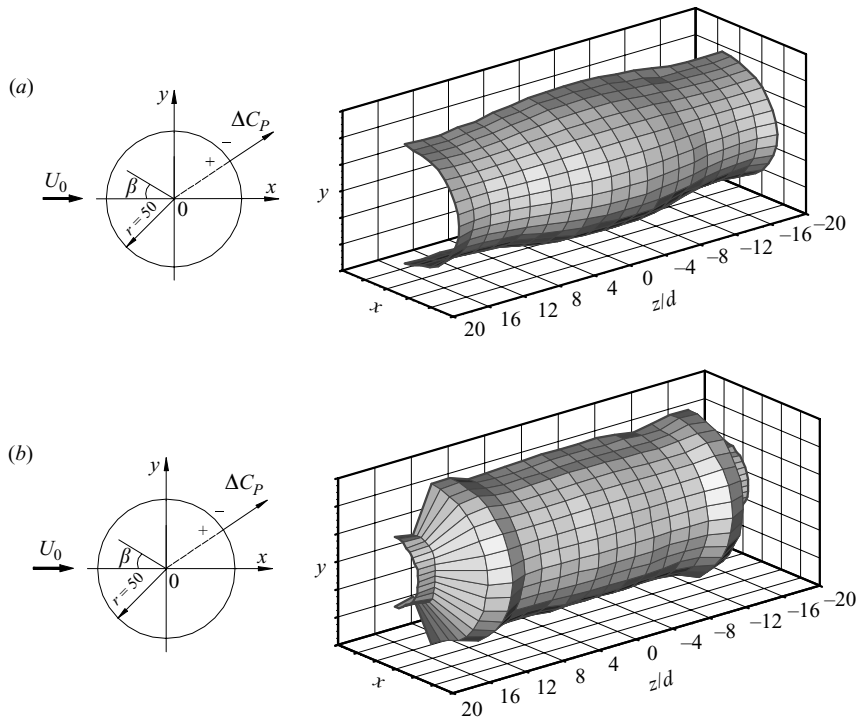 (a)
y
ΔC_P
+
−
U_0
β
x
0
r = 50
y
x
20
16
12
8
4
0
−4
−8
−12
−16
−20
z/d
(b)
y
ΔC_P
−
+
U_0
β
x
0
r = 50
y
x
20
16
12
8
4
0
−4
−8
−12
−16
−20
z/d